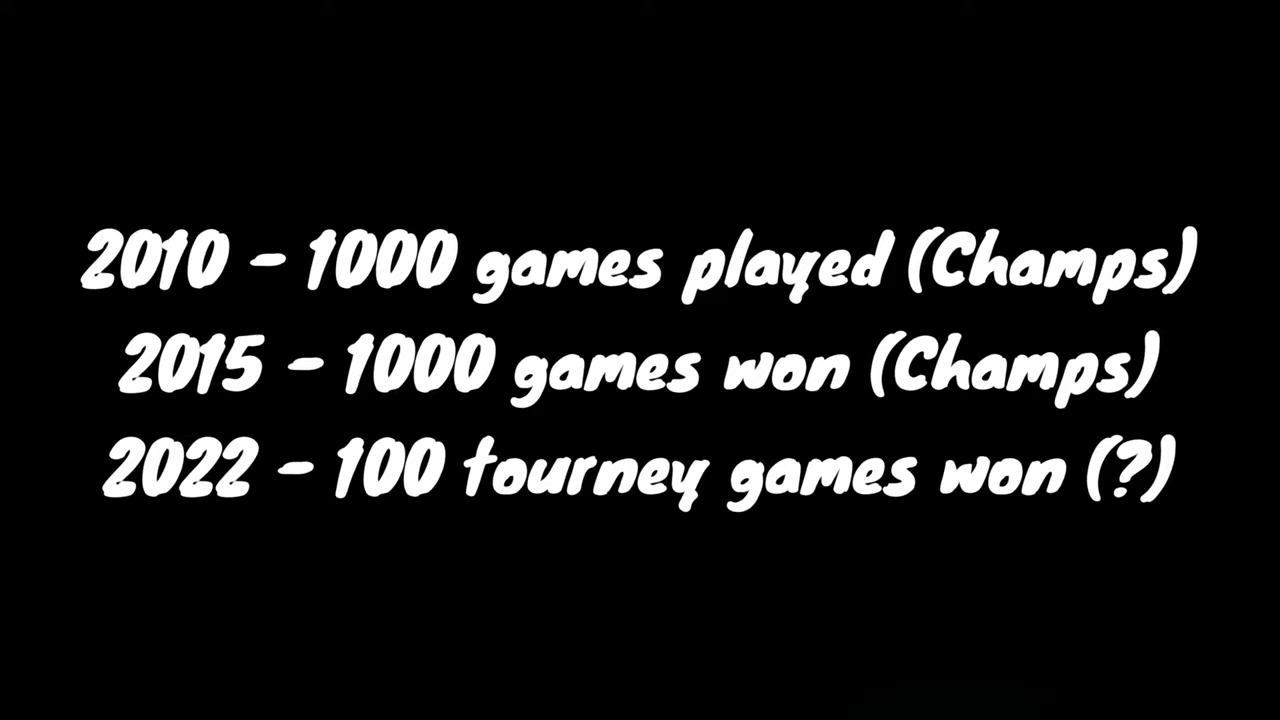 2010 - 1000 games played (Champs)
2015 - 1000 games won (Champs)
2022 - 100 tourney games won (?)